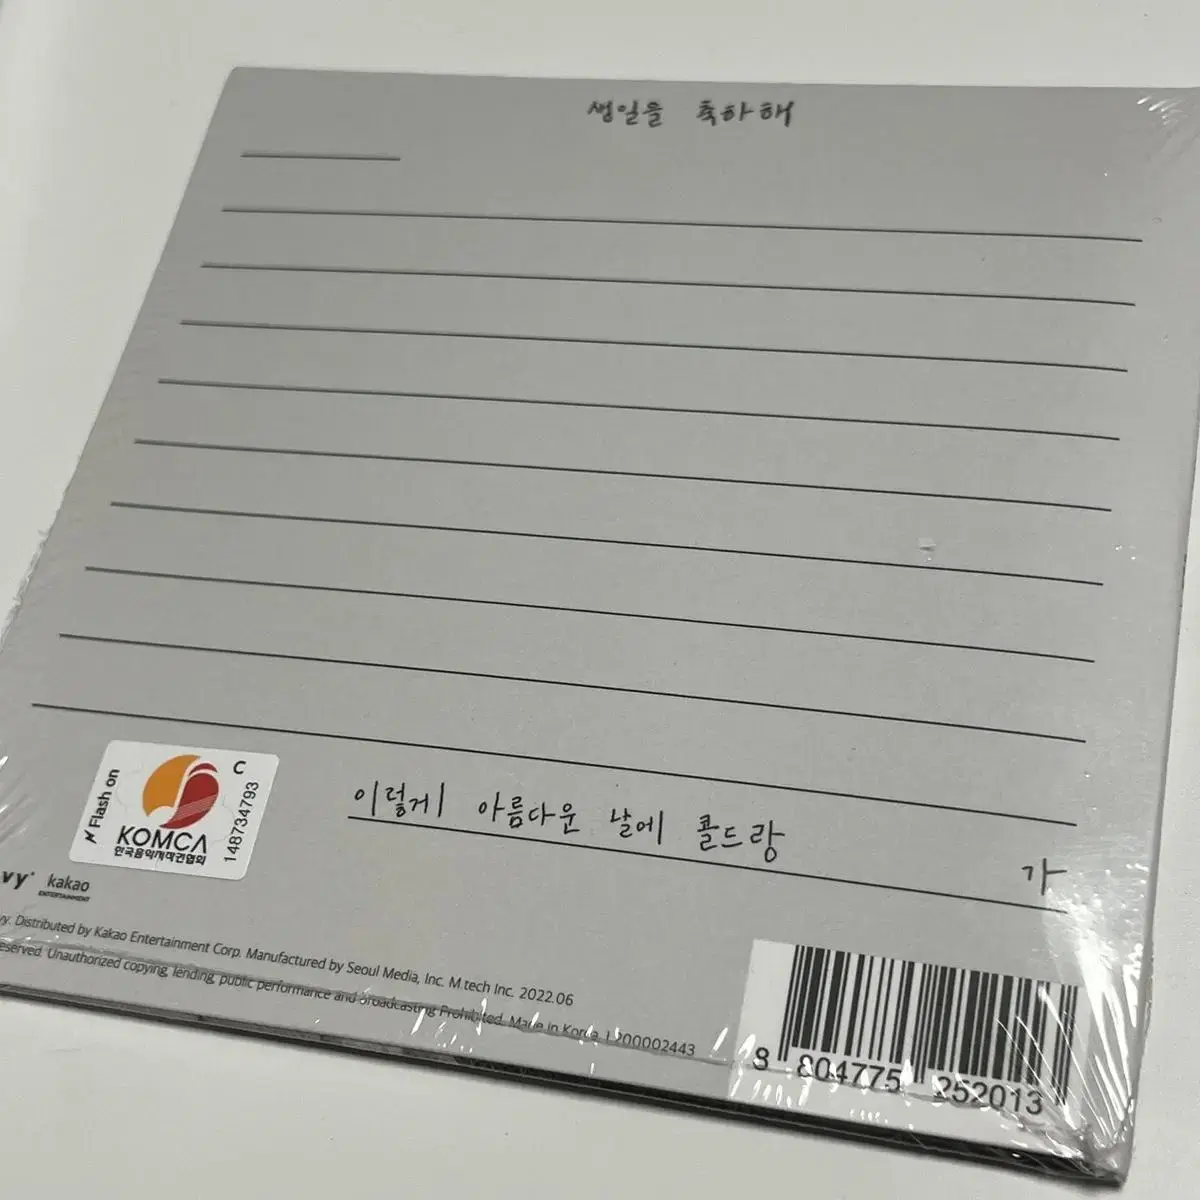 생일을 축하해
이렇게 아름다운 날에 콜드랑
가
Flash on
C
148734793
KOMCA
한국음악저작권협회
vy
kakao
ENTERTAINMENT
Distributed by Kakao Entertainment Corp. Manufactured by Seoul Media, Inc. M.tech Inc. 2022.06
Unauthorized copying, lending, public performance and broadcasting Prohibited. Made in Korea. L200002443
8 804775 252013